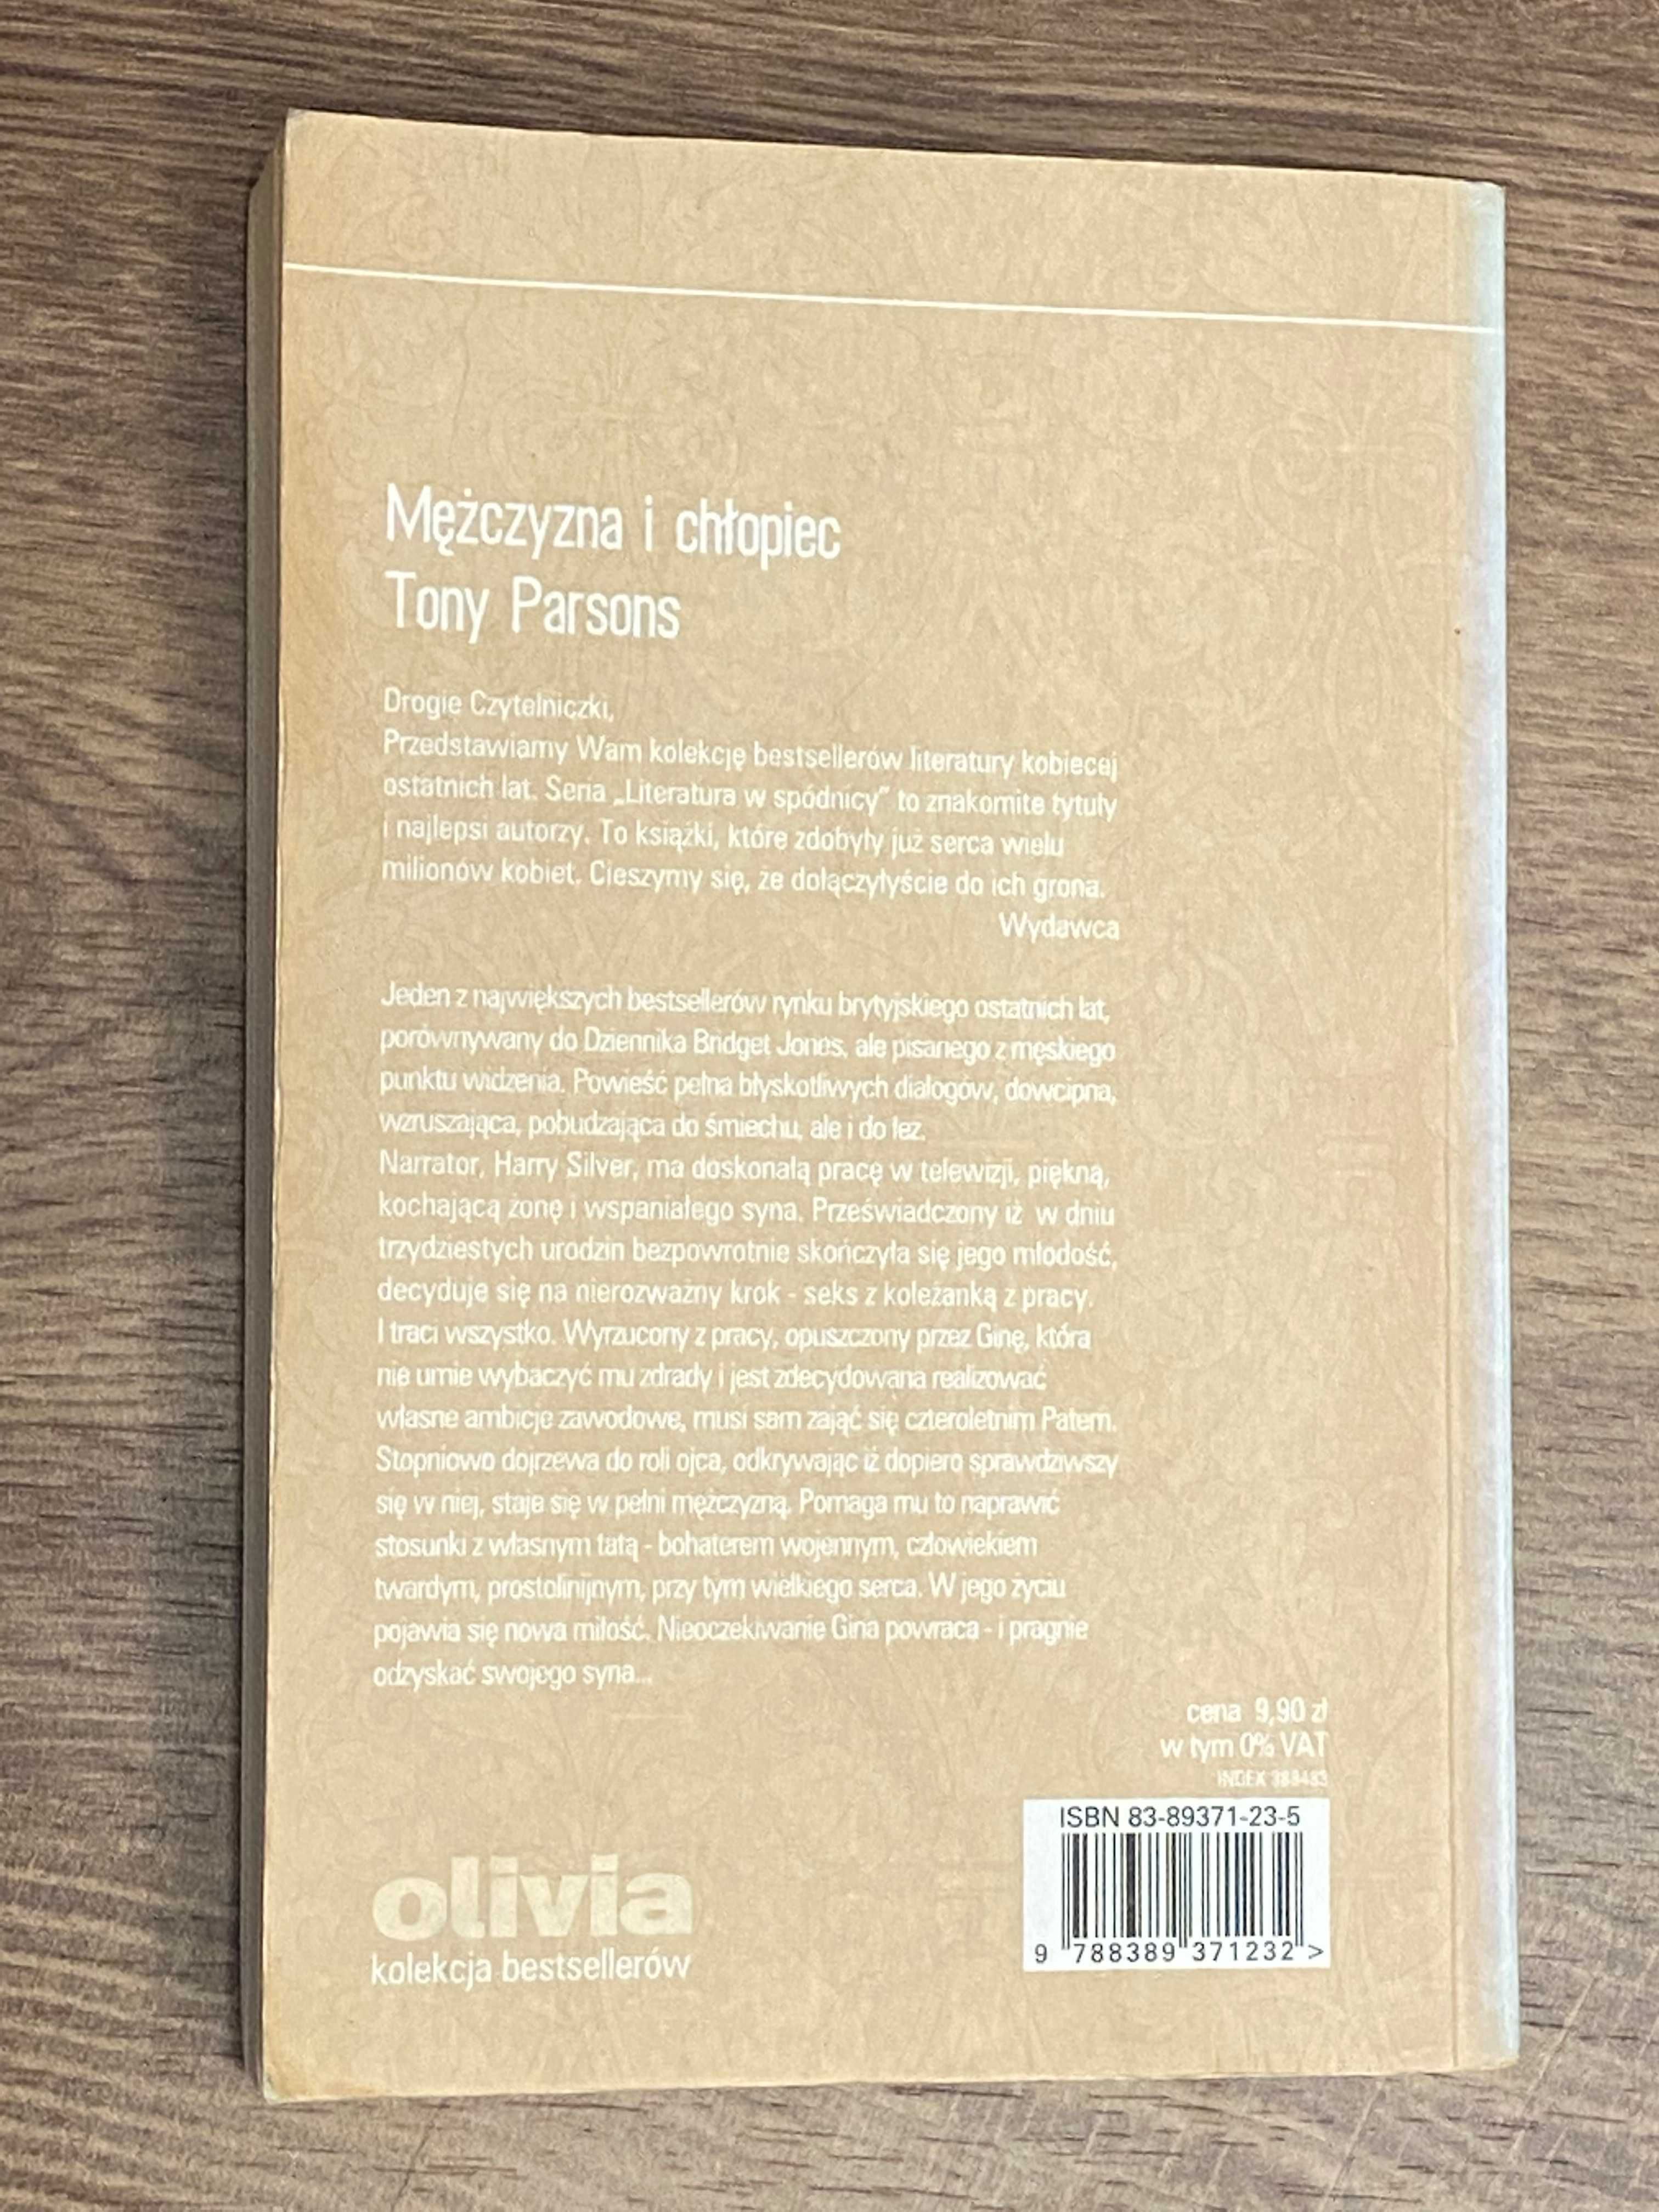 Mężczyzna i chłopiec
Tony Parsons
Drogie Czytelniczki,
Przedstawiamy Wam kolekcję bestsellerów literatury kobiecej
ostatnich lat. Seria „Literatura w spódnicy" to znakomite tytuły
i najlepsi autorzy. To książki, które zdobyły już serca wielu
milionów kobiet. Cieszymy się, że dołączyłyście do ich grona.
Wydawca
Jeden z największych bestsellerów rynku brytyjskiego ostatnich lat,
porównywany do Dziennika Bridget Jones, ale pisanego z męskiego
punktu widzenia. Powieść pełna błyskotliwych dialogów, dowcipna,
wzruszająca, pobudzająca do śmiechu, ale i do łez.
Narrator, Harry Silver, ma doskonałą pracę w telewizji, piękną,
kochającą żonę i wspaniałego syna. Przeświadczony iż w dniu
trzydziestych urodzin bezpowrotnie skończyła się jego młodość,
decyduje się na nierozważny krok - seks z koleżanką z pracy.
I traci wszystko. Wyrzucony z pracy, opuszczony przez Ginę, która
nie umie wybaczyć mu zdrady i jest zdecydowana realizować
własne ambicje zawodowe, musi sam zająć się czteroletnim Patem.
Stopniowo dojrzewa do roli ojca, odkrywając iż dopiero sprawdziwszy
się w niej, staje się w pełni mężczyzną. Pomaga mu to naprawić
stosunki z własnym tatą - bohaterem wojennym, człowiekiem
twardym, prostolinijnym, przy tym wielkiego serca. W jego życiu
pojawia się nowa miłość. Nieoczekiwanie Gina powraca - i pragnie
odzyskać swojego syna...
cena 9,90 zł
w tym 0% VAT
INDEX
ISBN 83-89371-23-5
9 788389 371232 >
olivia
kolekcja bestsellerów